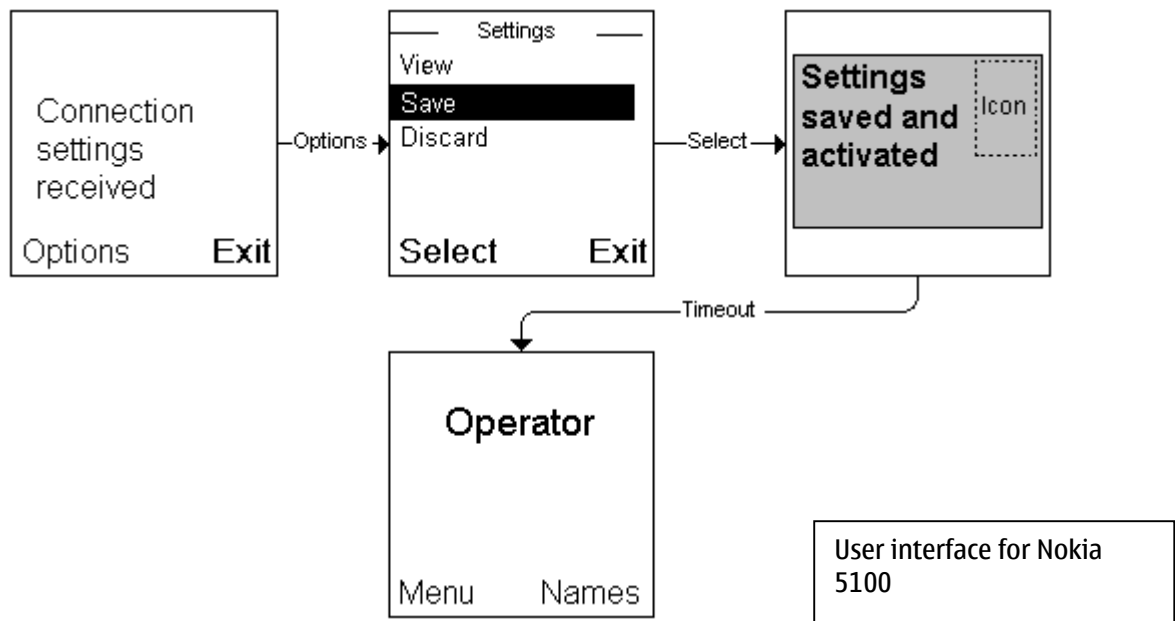 Connection
settings
received
Options Exit
Options
Settings
View
Save
Discard
Select Exit
Select
Settings
saved and
activated
Icon
Timeout
Operator
Menu Names
User interface for Nokia
5100